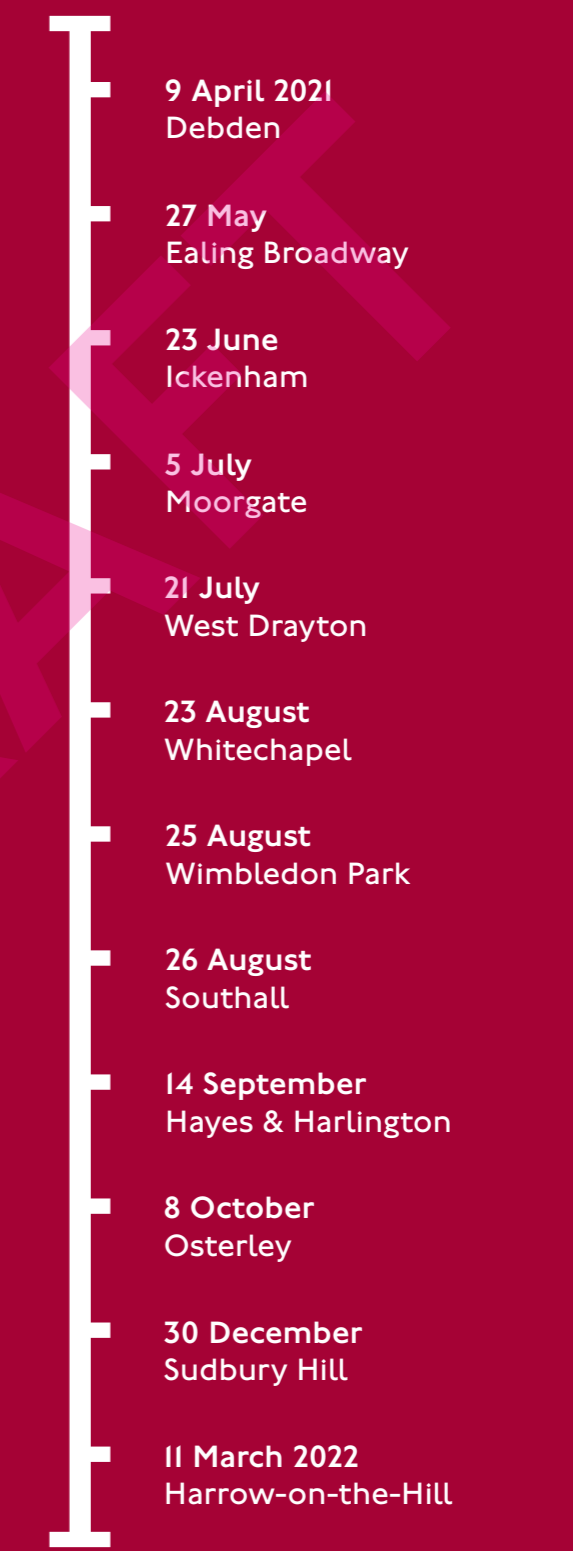 9 April 2021
Debden
27 May
Ealing Broadway
23 June
Ickenham
5 July
Moorgate
21 July
West Drayton
23 August
Whitechapel
25 August
Wimbledon Park
26 August
Southall
14 September
Hayes & Harlington
8 October
Osterley
30 December
Sudbury Hill
11 March 2022
Harrow-on-the-Hill